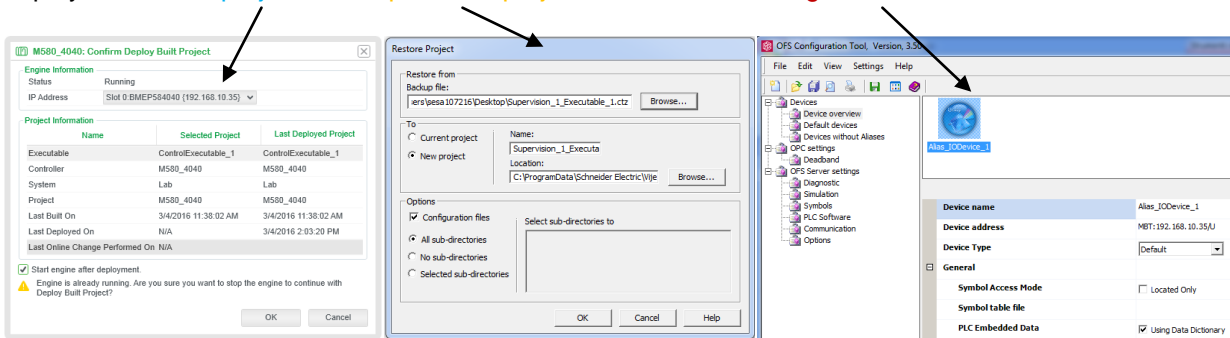 M580_4040: Confirm Deploy Built Project
Engine Information
Status Running
IP Address Slot 0:BMEP584040 {192.168.10.35}
Project Information
Name Selected Project Last Deployed Project
Executable ControlExecutable_1 ControlExecutable_1
Controller M580_4040 M580_4040
System Lab Lab
Project M580_4040 M580_4040
Last Built On 3/4/2016 11:38:02 AM 3/4/2016 11:38:02 AM
Last Deployed On N/A 3/4/2016 2:03:20 PM
Last Online Change Performed On N/A
Start engine after deployment.
Engine is already running. Are you sure you want to stop the engine to continue with
Deploy Built Project?
OK Cancel
Restore Project
Restore from
Backup file:
ers\esa107216\Desktop\Supervision_1_Executable_1.ctz Browse...
To
Current project
New project
Name:
Supervision_1_Executa
Location:
C:\ProgramData\Schneider Electric\Vije Browse...
Options
Configuration files
All sub-directories
No sub-directories
Selected sub-directories
Select sub-directories to
OK Cancel Help
OFS Configuration Tool, Version, 3.50
File Edit View Settings Help
Devices
Device overview
Default devices
Devices without Aliases
OPC settings
Deadband
OFS Server settings
Diagnostic
Simulation
Symbols
PLC Software
Communication
Options
Alias_IODevice_1
Device name Alias_IODevice_1
Device address MBT:192.168.10.35/U
Device Type Default
General
Symbol Access Mode Located Only
Symbol table file
PLC Embedded Data Using Data Dictionary